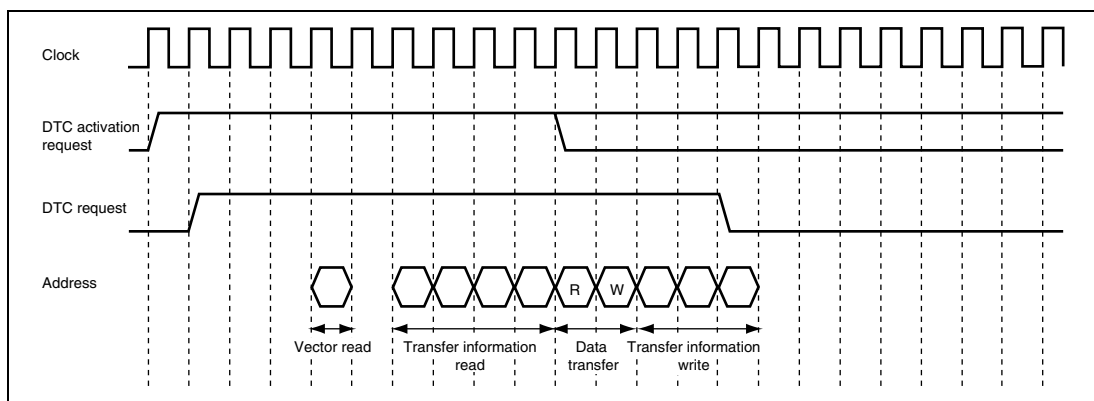 Clock
DTC activation
request
DTC request
Address
R W
Vector read
Transfer information
read
Data
transfer
Transfer information
write